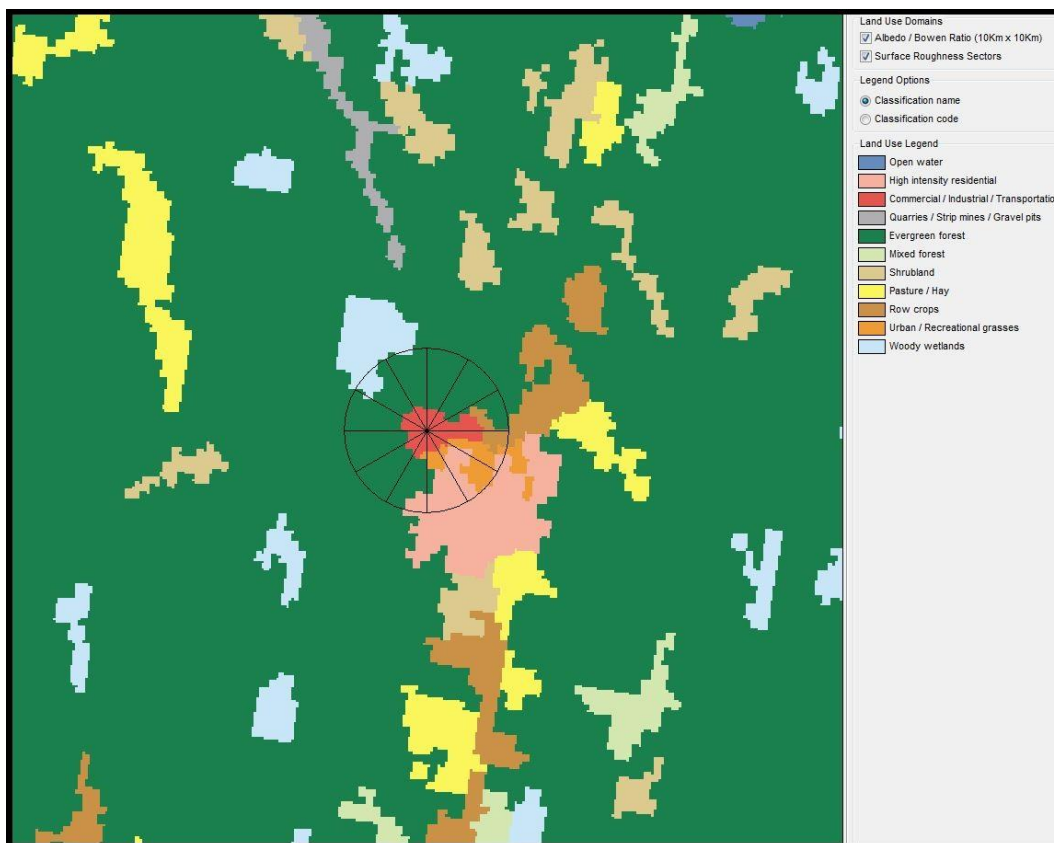 Land Use Domains
Albedo / Bowen Ratio (10Km x 10Km)
Surface Roughness Sectors
Legend Options
Classification name
Classification code
Land Use Legend
Open water
High intensity residential
Commercial / Industrial / Transportatio
Quarries / Strip mines / Gravel pits
Evergreen forest
Mixed forest
Shrubland
Pasture / Hay
Row crops
Urban / Recreational grasses
Woody wetlands